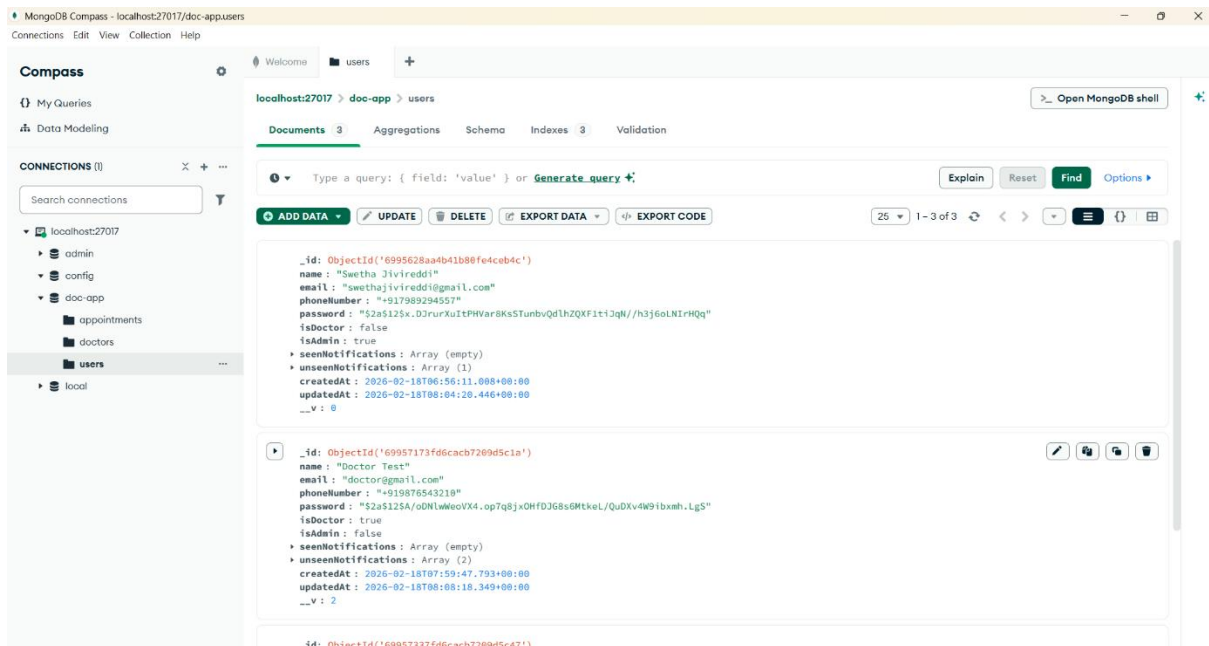 MongoDB Compass - localhost:27017/doc-app.users
Connections Edit View Collection Help
Compass
{} My Queries
Data Modeling
CONNECTIONS (1)
Search connections
localhost:27017
admin
config
doc-app
appointments
doctors
users
local
Welcome users
localhost:27017 > doc-app > users
>_ Open MongoDB shell
Documents 3 Aggregations Schema Indexes 3 Validation
Type a query: { field: 'value' } or Generate query
Explain Reset Find Options
ADD DATA UPDATE DELETE EXPORT DATA EXPORT CODE
25 1 – 3 of 3
_id: ObjectId('6995628aa4b41b80fe4ceb4c')
name : "Swetha Jivireddi"
email : "swethajivireddi@gmail.com"
phoneNumber : "+917989294557"
password : "$2a$12$x.DJrurXuItPHVar8KsSTunbvQdlhZQXF1tiJqN//h3j6oLNIrHQq"
isDoctor : false
isAdmin : true
seenNotifications : Array (empty)
unseenNotifications : Array (1)
createdAt : 2026-02-18T06:56:11.008+00:00
updatedAt : 2026-02-18T08:04:20.446+00:00
__v : 0
_id: ObjectId('69957173fd6cacb7209d5c1a')
name : "Doctor Test"
email : "doctor@gmail.com"
phoneNumber : "+919876543210"
password : "$2a$12$A/oDNlwWeoVX4.op7q8jxOHfDJG8s6MtkeL/QuDXv4W9ibxmh.LgS"
isDoctor : true
isAdmin : false
seenNotifications : Array (empty)
unseenNotifications : Array (2)
createdAt : 2026-02-18T07:59:47.793+00:00
updatedAt : 2026-02-18T08:08:18.349+00:00
__v : 2
_id: ObjectId('69957337fd6cacb7209d5c47')